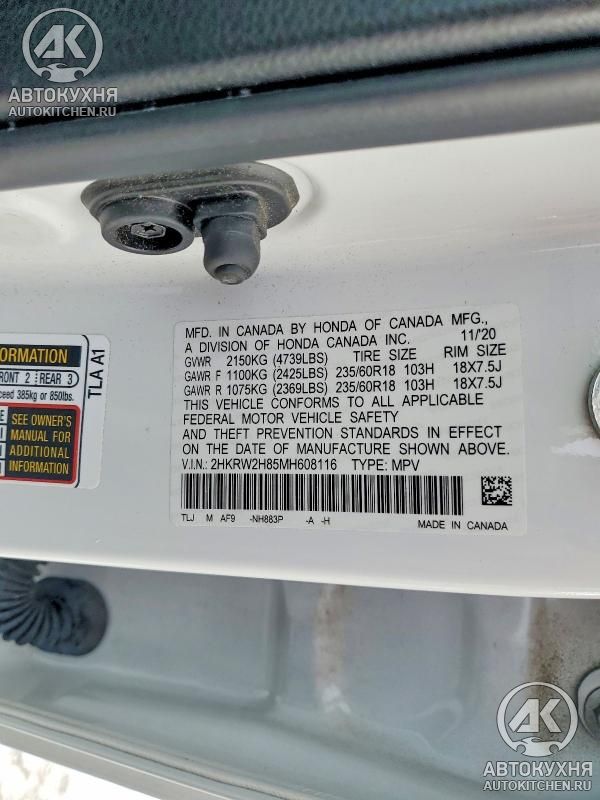 АК
АВТОКУХНЯ
AUTOKITCHEN.RU
ORMATION
FRONT 2 REAR 3
ceed 385kg or 850lbs.
SEE OWNER'S
MANUAL FOR
ADDITIONAL
INFORMATION
TLA A1
MFD. IN CANADA BY HONDA OF CANADA MFG.,
A DIVISION OF HONDA CANADA INC. 11/'20
GVWR 2150KG (4739LBS) TIRE SIZE RIM SIZE
GAWR F 1100KG (2425LBS) 235/60R18 103H 18X7.5J
GAWR R 1075KG (2369LBS) 235/60R18 103H 18X7.5J
THIS VEHICLE CONFORMS TO ALL APPLICABLE
FEDERAL MOTOR VEHICLE SAFETY
AND THEFT PREVENTION STANDARDS IN EFFECT
ON THE DATE OF MANUFACTURE SHOWN ABOVE.
V.I.N.: 2HKRW2H85MH608116 TYPE: MPV
TLJ M AF9 -NH883P -A -H
MADE IN CANADA
АК
АВТОКУХНЯ
AUTOKITCHEN.RU